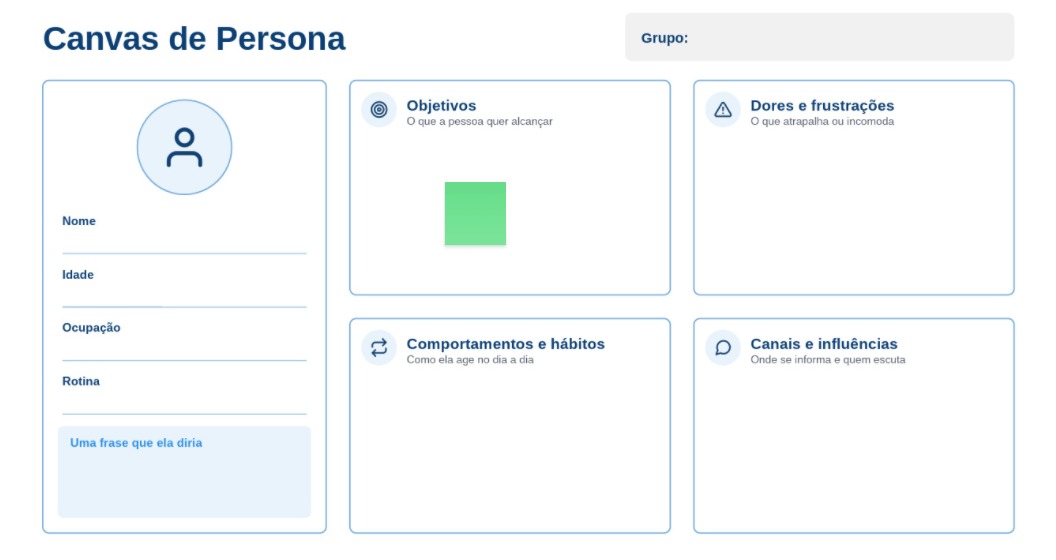 Canvas de Persona
Grupo:
Nome
Idade
Ocupação
Rotina
Uma frase que ela diria
Objetivos
O que a pessoa quer alcançar
Dores e frustrações
O que atrapalha ou incomoda
Comportamentos e hábitos
Como ela age no dia a dia
Canais e influências
Onde se informa e quem escuta